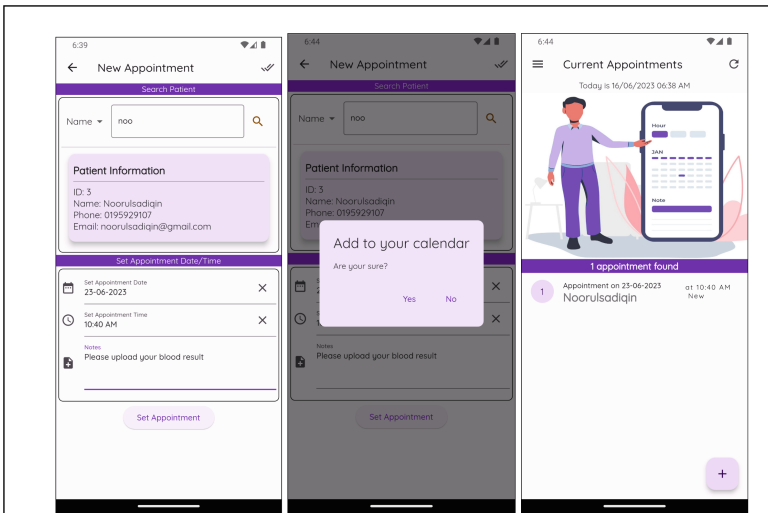 6:39
New Appointment
Search Patient
Name
noo
Patient Information
ID: 3
Name: Noorulsadiqin
Phone: 0195929107
Email: noorulsadiqin@gmail.com
Set Appointment Date/Time
Set Appointment Date
23-06-2023
Set Appointment Time
10:40 AM
Notes
Please upload your blood result
Set Appointment
6:44
New Appointment
Search Patient
Name
noo
Patient Information
ID: 3
Name: Noorulsadiqin
Phone: 0195929107
Em
Add to your calendar
Are your sure?
Yes No
Notes
Please upload your blood result
Set Appointment
6:44
Current Appointments
Today is 16/06/2023 06:38 AM
Hour
JAN
Note
1 appointment found
1
Appointment on 23-06-2023 at 10:40 AM
Noorulsadiqin New